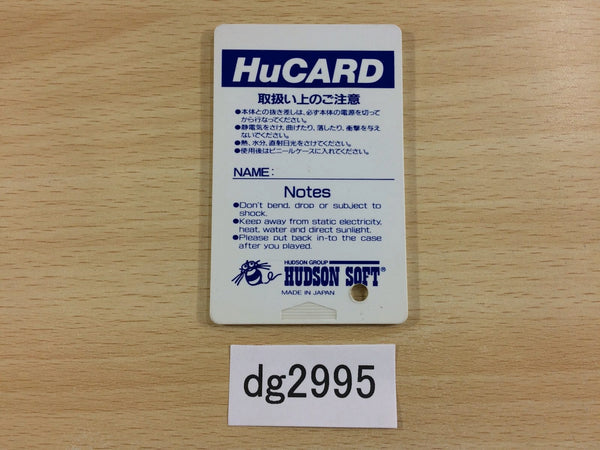 HuCARD
取扱い上のご注意
●本体との抜き差しは、必ず本体の電源を切って
から行なってください。
●静電気をさけ、曲げたり、落したり、衝撃を与え
ないでください。
●熱、水分、直射日光をさけてください。
●使用後はビニールケースに入れてください。
NAME:
Notes
●Don't bend, drop or subject to
shock.
●Keep away from static electricity,
heat, water and direct sunlight.
●Please put back in-to the case
after you played.
HUDSON GROUP
HUDSON SOFT®
MADE IN JAPAN
dg2995